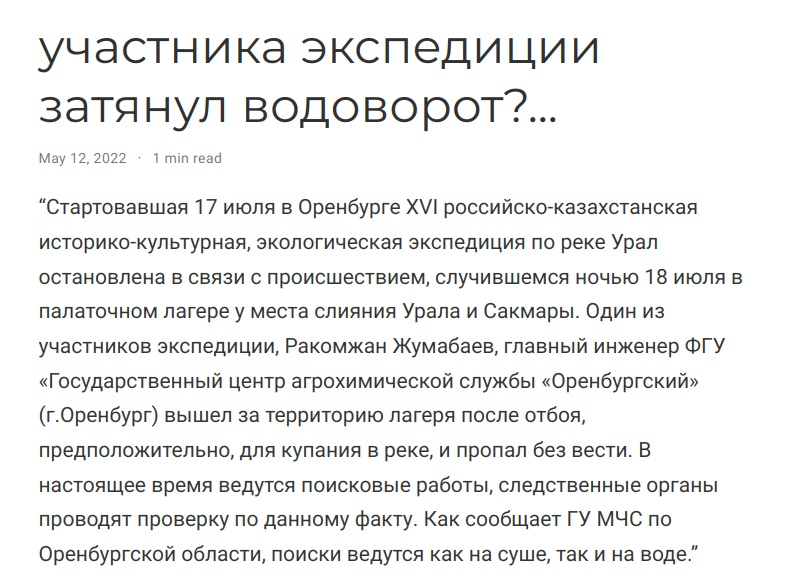 участника экспедиции
затянул водоворот?...
May 12, 2022 · 1 min read
“Стартовавшая 17 июля в Оренбурге XVI российско-казахстанская
историко-культурная, экологическая экспедиция по реке Урал
остановлена в связи с происшествием, случившемся ночью 18 июля в
палаточном лагере у места слияния Урала и Сакмары. Один из
участников экспедиции, Ракомжан Жумабаев, главный инженер ФГУ
«Государственный центр агрохимической службы «Оренбургский»
(г.Оренбург) вышел за территорию лагеря после отбоя,
предположительно, для купания в реке, и пропал без вести. В
настоящее время ведутся поисковые работы, следственные органы
проводят проверку по данному факту. Как сообщает ГУ МЧС по
Оренбургской области, поиски ведутся как на суше, так и на воде.”